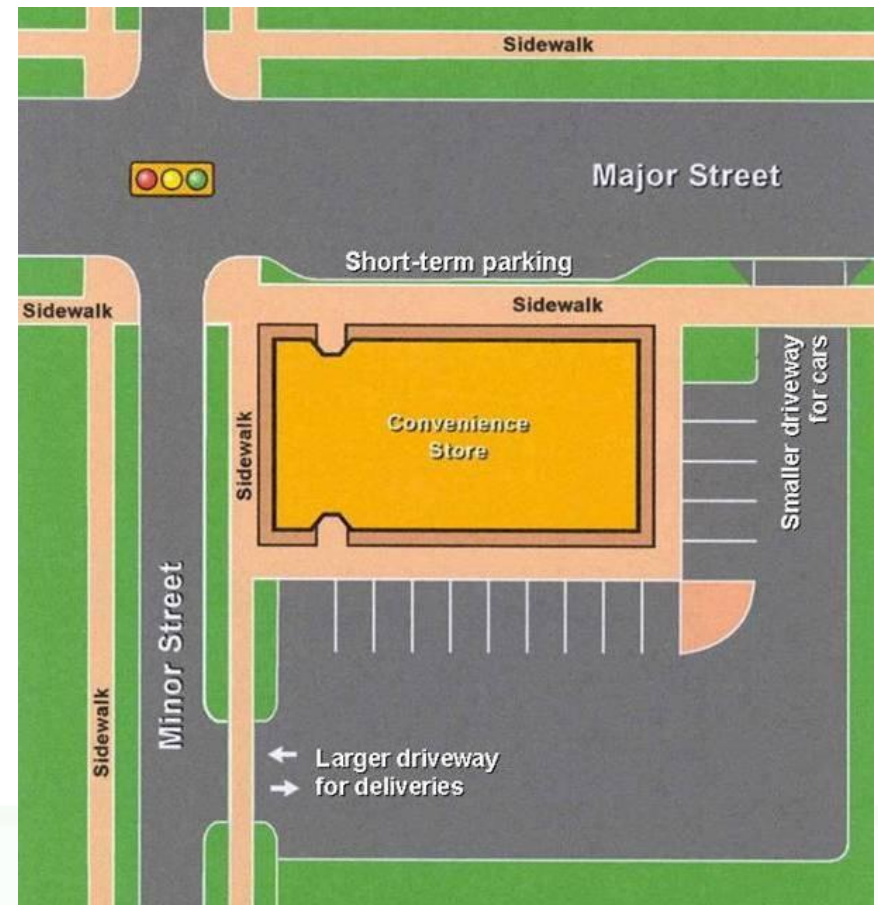 Sidewalk
Major Street
Short-term parking
Sidewalk
Sidewalk
Smaller driveway
for cars
Convenience
Store
Sidewalk
Minor Street
Sidewalk
Larger driveway
for deliveries